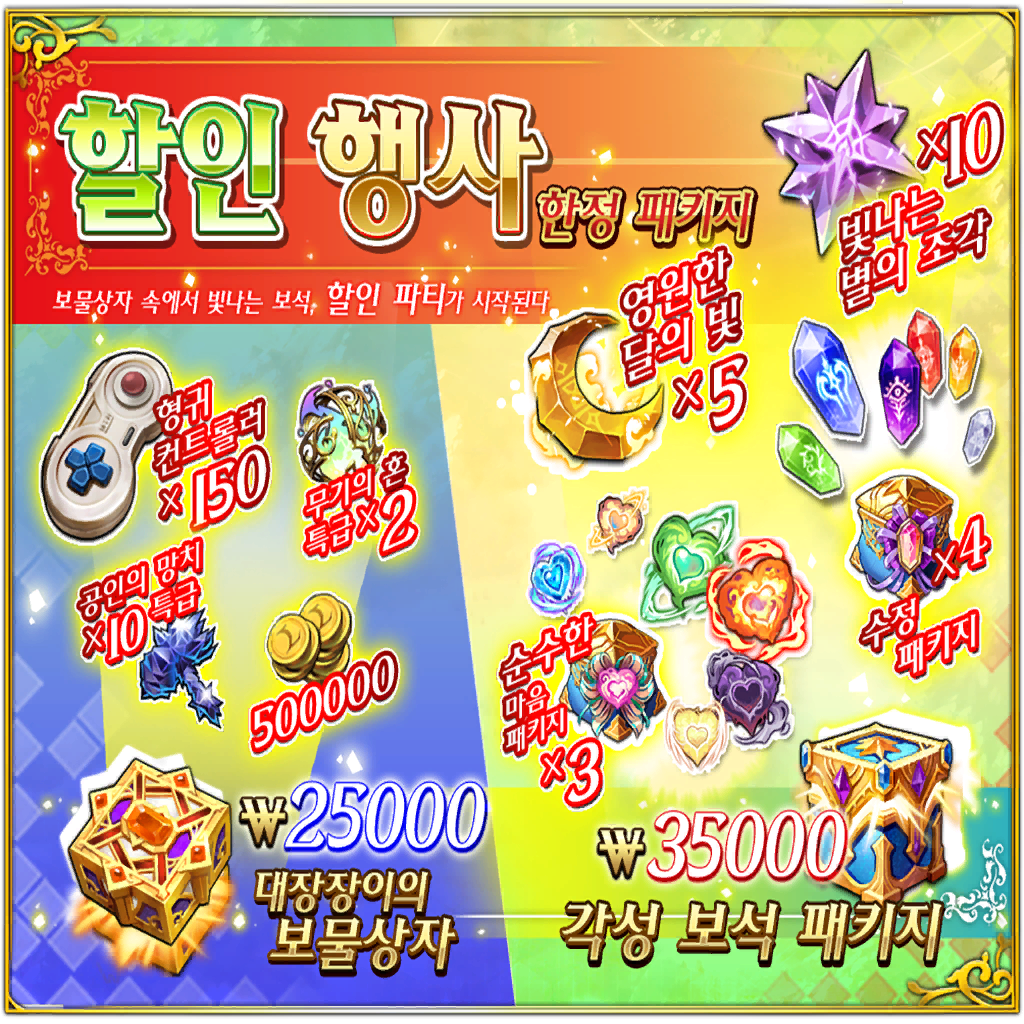 할인 행사 한정 패키지
보물상자 속에서 빛나는 보석, 할인 파티가 시작된다
×10
빛나는
별의 조각
영원한
달의 빛
×5
형귀
컨트롤러
×150
무기의 혼
특급×2
공인의 망치
×10특급
500000
순수한
마음
패키지
×3
×4
수정
패키지
₩25000
대장장이의
보물상자
₩35000
각성 보석 패키지